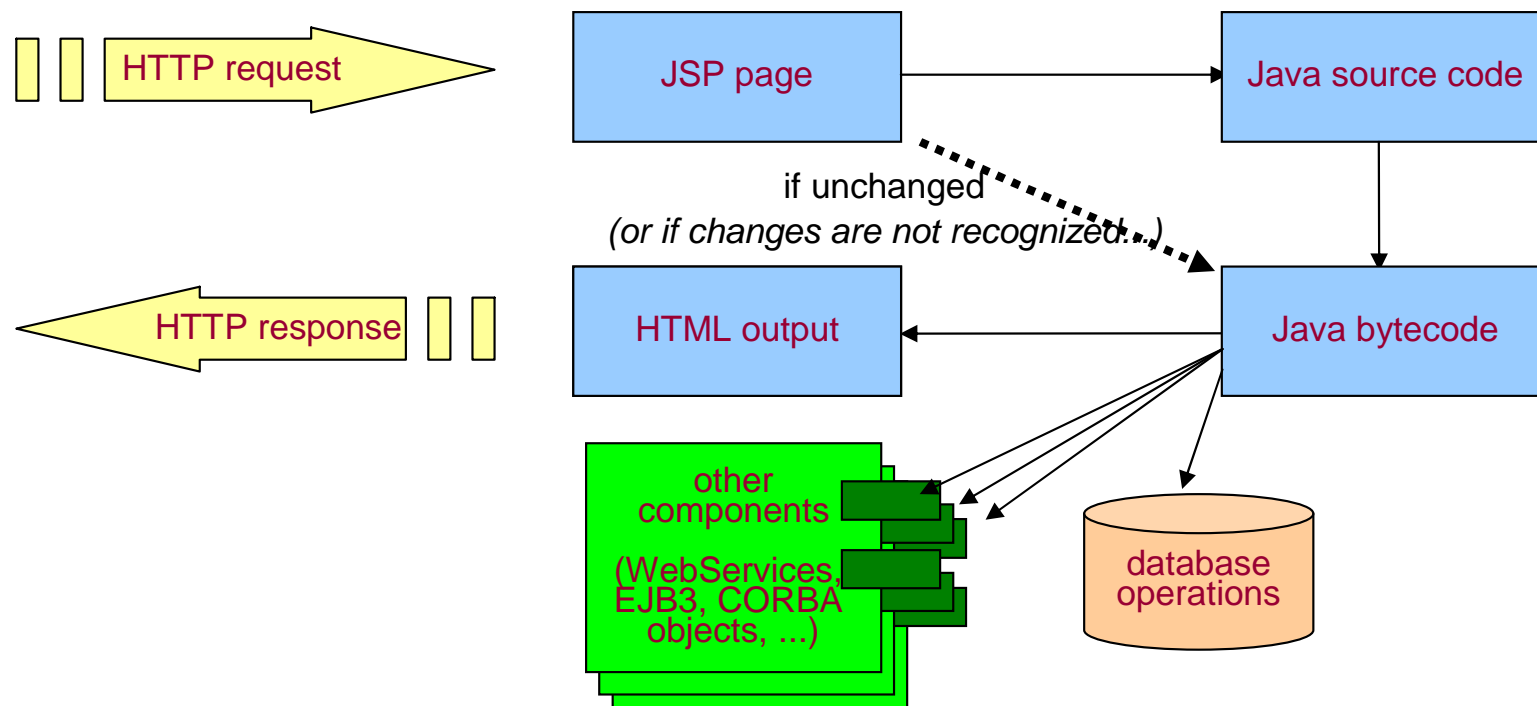 HTTP request
JSP page
Java source code
if unchanged
(or if changes are not recognized...)
HTTP response
HTML output
Java bytecode
other
components
(WebServices,
EJB3, CORBA
objects, ...)
database
operations